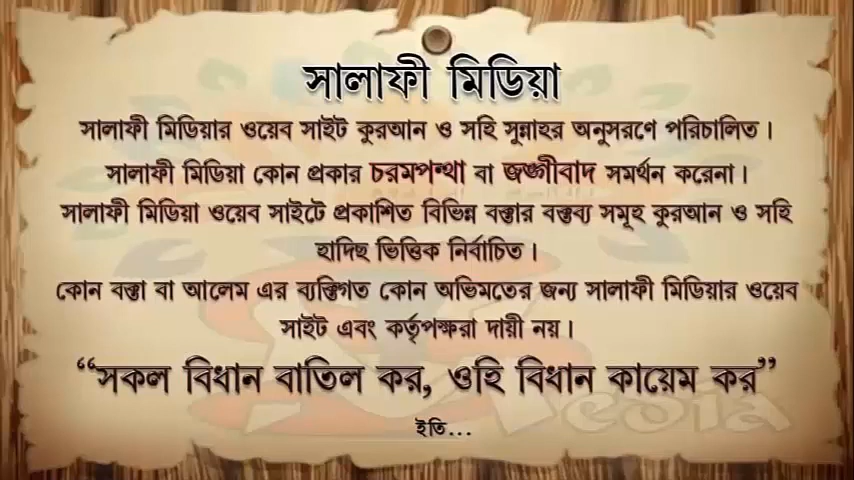 সালাফী মিডিয়া
সালাফী মিডিয়ার ওয়েব সাইট কুরআন ও সহি সুন্নাহর অনুসরণে পরিচালিত।
সালাফী মিডিয়া কোন প্রকার চরমপন্থা বা জঙ্গীবাদ সমর্থন করেনা।
সালাফী মিডিয়া ওয়েব সাইটে প্রকাশিত বিভিন্ন বক্তার বক্তব্য সমূহ কুরআন ও সহি
হাদিছ ভিত্তিক নির্বাচিত।
কোন বক্তা বা আলেম এর ব্যক্তিগত কোন অভিমতের জন্য সালাফী মিডিয়ার ওয়েব
সাইট এবং কর্তৃপক্ষরা দায়ী নয়।
“সকল বিধান বাতিল কর, ওহি বিধান কায়েম কর”
ইতি...